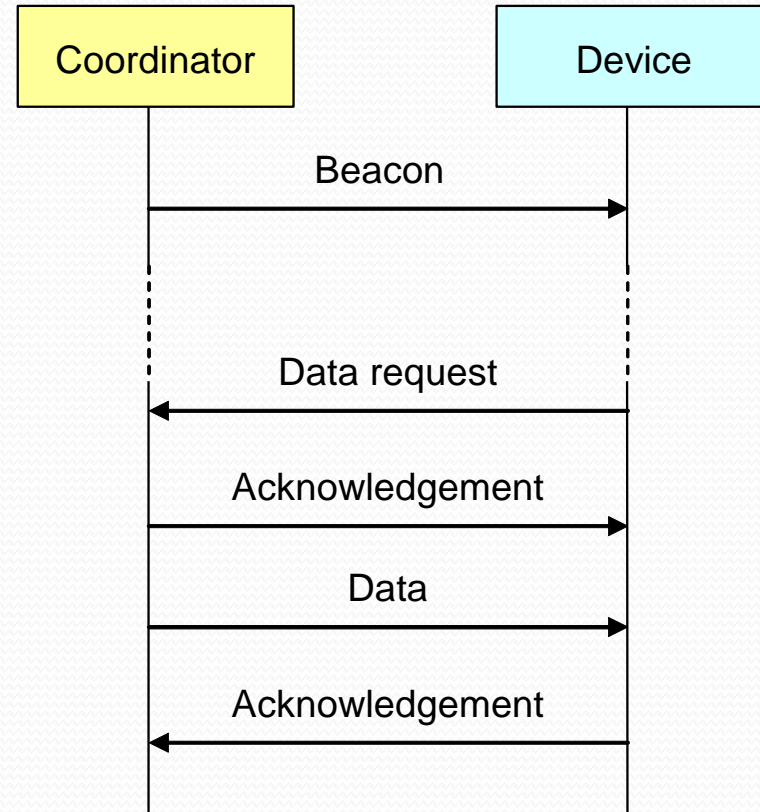 Coordinator
Device
Beacon
Data request
Acknowledgement
Data
Acknowledgement